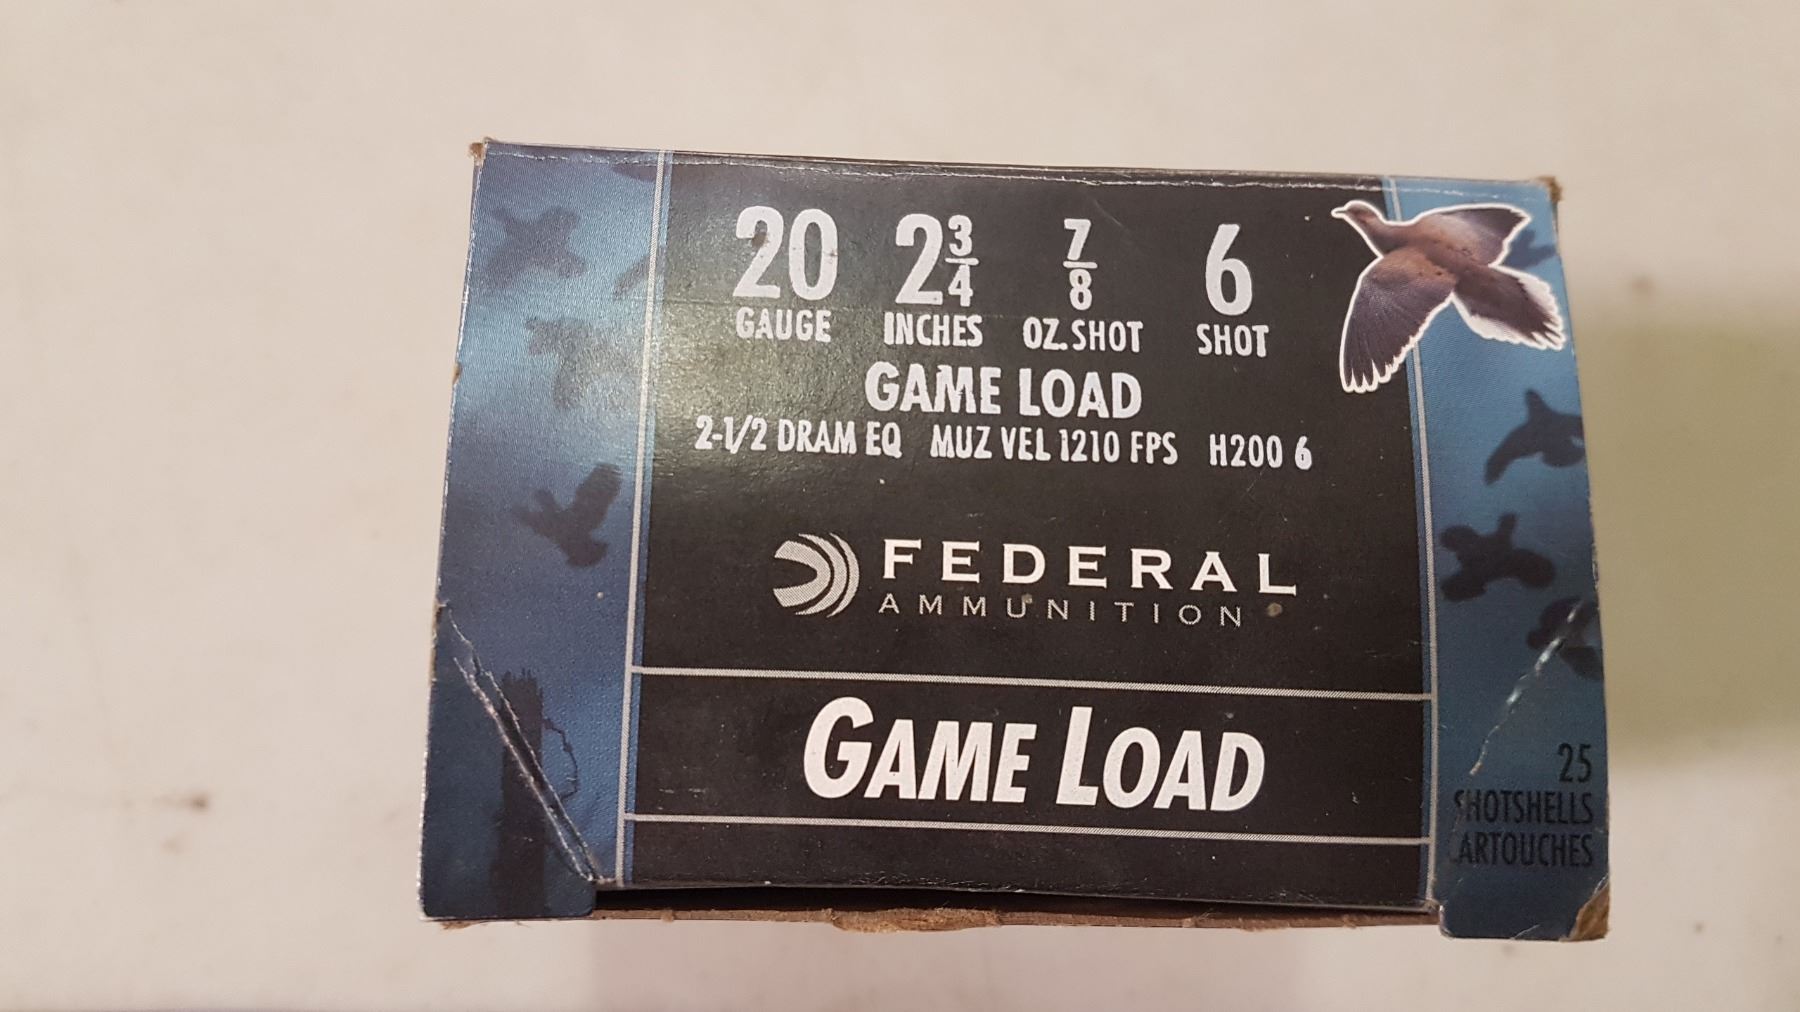 20 2 3/4 7/8 6
GAUGE INCHES OZ. SHOT SHOT
GAME LOAD
2-1/2 DRAM EQ MUZ VEL 1210 FPS H200 6
FEDERAL
AMMUNITION
GAME LOAD
25
SHOTSHELLS
CARTOUCHES